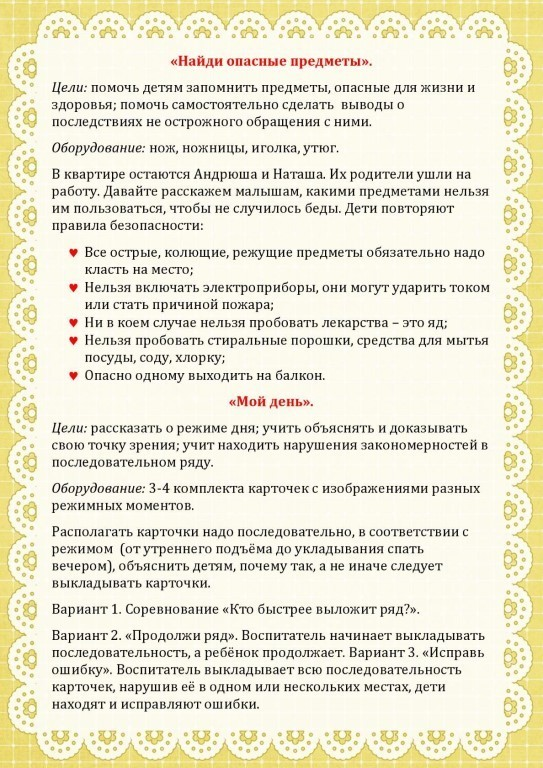 «Найди опасные предметы».
Цели: помочь детям запомнить предметы, опасные для жизни и
здоровья; помочь самостоятельно сделать выводы о
последствиях не острожного обращения с ними.
Оборудование: нож, ножницы, иголка, утюг.
В квартире остаются Андрюша и Наташа. Их родители ушли на
работу. Давайте расскажем малышам, какими предметами нельзя
им пользоваться, чтобы не случилось беды. Дети повторяют
правила безопасности:
♥ Все острые, колющие, режущие предметы обязательно надо
класть на место;
♥ Нельзя включать электроприборы, они могут ударить током
или стать причиной пожара;
♥ Ни в коем случае нельзя пробовать лекарства – это яд;
♥ Нельзя пробовать стиральные порошки, средства для мытья
посуды, соду, хлорку;
♥ Опасно одному выходить на балкон.
«Мой день».
Цели: рассказать о режиме дня; учить объяснять и доказывать
свою точку зрения; учит находить нарушения закономерностей в
последовательном ряду.
Оборудование: 3-4 комплекта карточек с изображениями разных
режимных моментов.
Располагать карточки надо последовательно, в соответствии с
режимом (от утреннего подъёма до укладывания спать
вечером), объяснить детям, почему так, а не иначе следует
выкладывать карточки.
Вариант 1. Соревнование «Кто быстрее выложит ряд?».
Вариант 2. «Продолжи ряд». Воспитатель начинает выкладывать
последовательность, а ребёнок продолжает. Вариант 3. «Исправь
ошибку». Воспитатель выкладывает всю последовательность
карточек, нарушив её в одном или нескольких местах, дети
находят и исправляют ошибки.